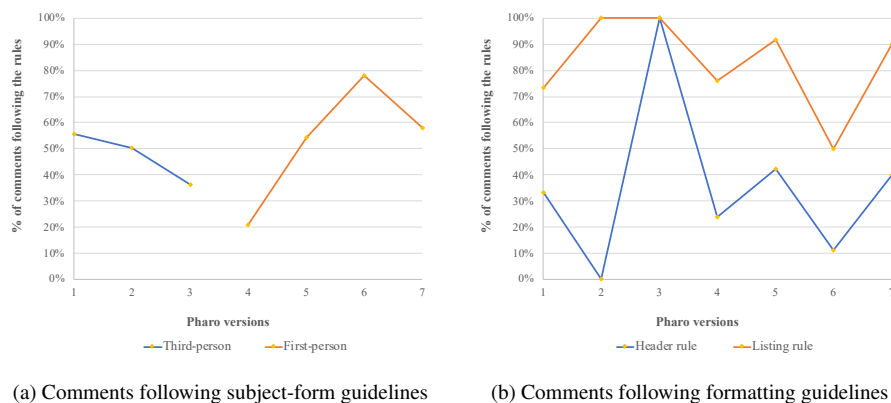 100%
90%
80%
70%
60%
50%
40%
30%
20%
10%
0%
% of comments following the rules
1 2 3 4 5 6 7
Pharo versions
Third-person First-person
(a) Comments following subject-form guidelines
100%
90%
80%
70%
60%
50%
40%
30%
20%
10%
0%
% of comments following the rules
1 2 3 4 5 6 7
Pharo versions
Header rule Listing rule
(b) Comments following formatting guidelines